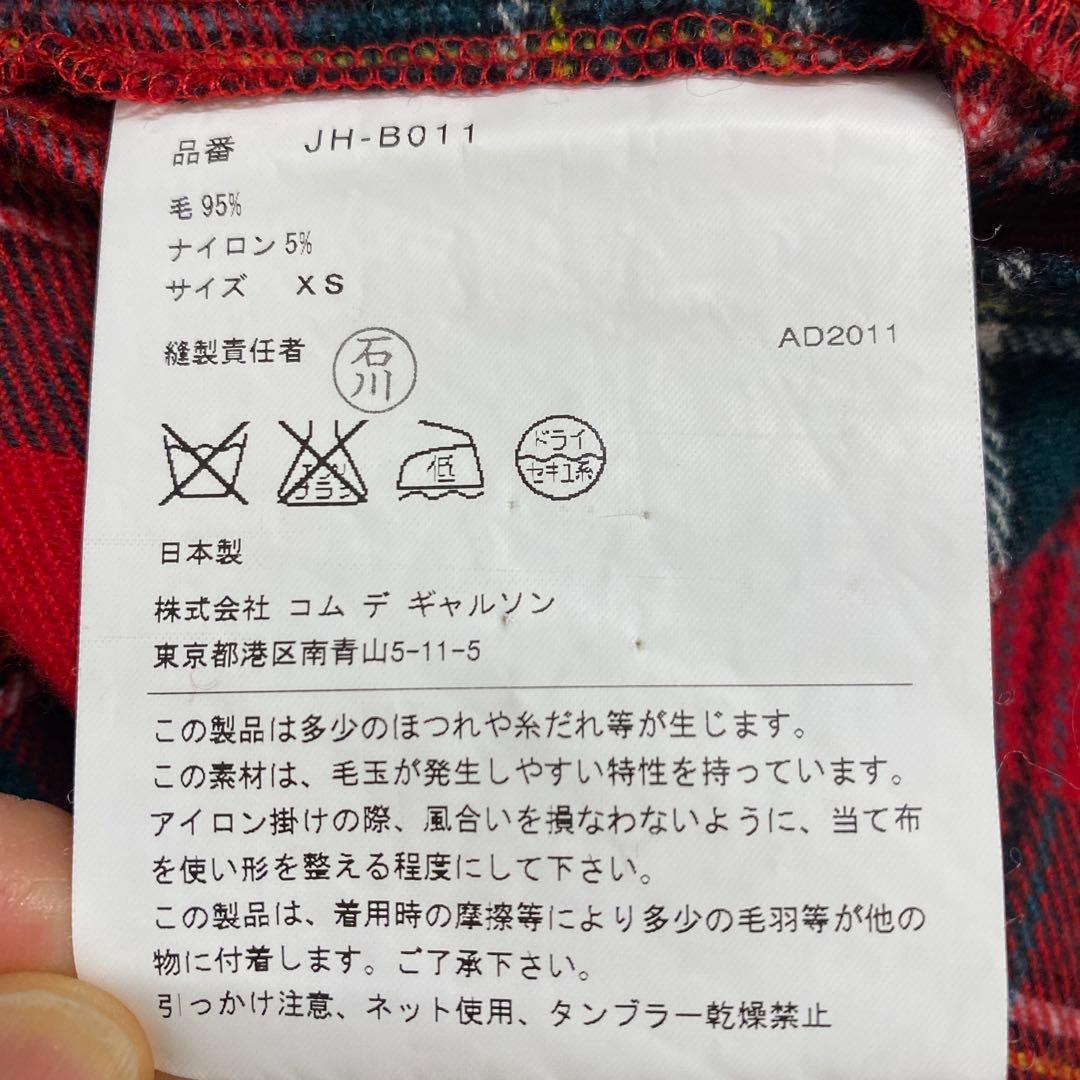 品番 JH-B011
毛 95%
ナイロン 5%
サイズ XS
AD2011
縫製責任者 石川
エンソ
ブラシ
低
ドライ
セキユ系
日本製
株式会社 コム デ ギャルソン
東京都港区南青山5-11-5
この製品は多少のほつれや糸だれ等が生じます。
この素材は、毛玉が発生しやすい特性を持っています。
アイロン掛けの際、風合いを損なわないように、当て布
を使い形を整える程度にして下さい。
この製品は、着用時の摩擦等により多少の毛羽等が他の
物に付着します。ご了承下さい。
引っかけ注意、ネット使用、タンブラー乾燥禁止